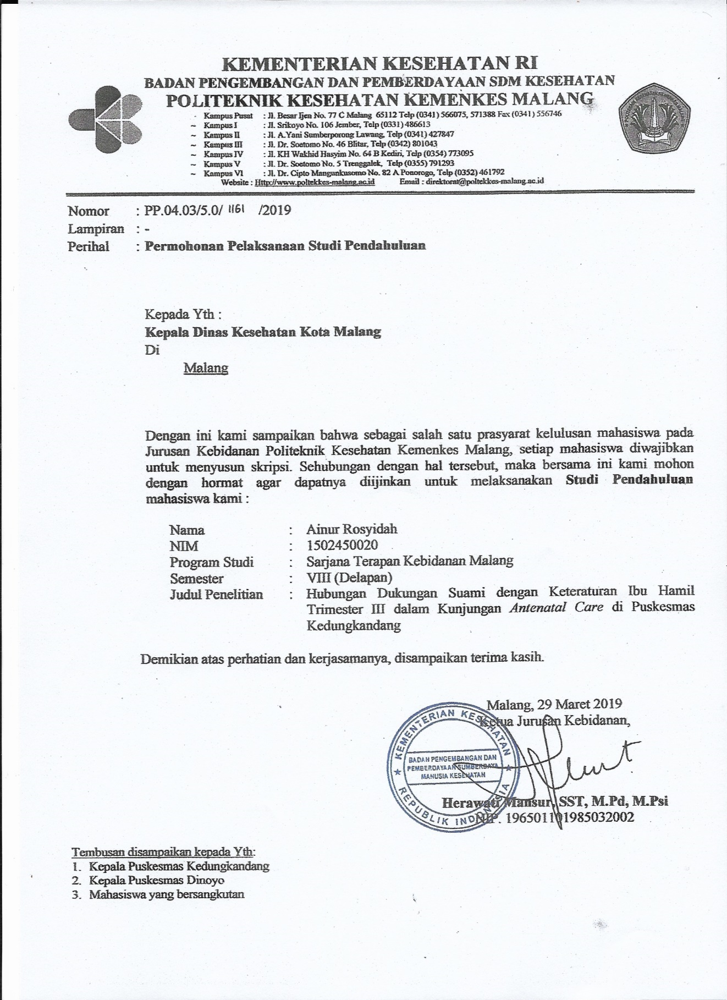 KEMENTERIAN KESEHATAN RI
BADAN PENGEMBANGAN DAN PEMBERDAYAAN SDM KESEHATAN
POLITEKNIK KESEHATAN KEMENKES MALANG
- Kampus Pusat : Jl. Besar Ijen No. 77 C Malang 65112 Telp (0341) 566075, 571388 Fax (0341) 556746
~ Kampus I : Jl. Srikoyo No. 106 Jember, Telp (0331) 486613
~ Kampus II : Jl. A.Yani Sumberporong Lawang, Telp (0341) 427847
~ Kampus III : Jl. Dr. Soetomo No. 46 Blitar, Telp (0342) 801043
~ Kampus IV : Jl. KH Wakhid Hasyim No. 64 B Kediri, Telp (0354) 773095
~ Kampus V : Jl. Dr. Soetomo No. 5 Trenggalek, Telp (0355) 791293
~ Kampus VI : Jl. Dr. Cipto Mangunkusomo No. 82 A Ponorogo, Telp (0352) 461792
Website : Http://www.poltekkes-malang.ac.id Email : direktorat@poltekkes-malang.ac.id
Nomor : PP.04.03/5.0/ 1161 /2019
Lampiran : -
Perihal : Permohonan Pelaksanaan Studi Pendahuluan
Kepada Yth :
Kepala Dinas Kesehatan Kota Malang
Di
Malang
Dengan ini kami sampaikan bahwa sebagai salah satu prasyarat kelulusan mahasiswa pada
Jurusan Kebidanan Politeknik Kesehatan Kemenkes Malang, setiap mahasiswa diwajibkan
untuk menyusun skripsi. Sehubungan dengan hal tersebut, maka bersama ini kami mohon
dengan hormat agar dapatnya diijinkan untuk melaksanakan Studi Pendahuluan
mahasiswa kami :
Nama : Ainur Rosyidah
NIM : 1502450020
Program Studi : Sarjana Terapan Kebidanan Malang
Semester : VIII (Delapan)
Judul Penelitian : Hubungan Dukungan Suami dengan Keteraturan Ibu Hamil
Trimester III dalam Kunjungan Antenatal Care di Puskesmas
Kedungkandang
Demikian atas perhatian dan kerjasamanya, disampaikan terima kasih.
Malang, 29 Maret 2019
Ketua Jurusan Kebidanan,
KEMENTERIAN KESEHATAN
BADAN PENGEMBANGAN DAN
PEMBERDAYAAN SUMBERDAYA
MANUSIA KESEHATAN
REPUBLIK INDONESIA
Herawati Mansur, SST, M.Pd, M.Psi
NIP. 196501101985032002
Tembusan disampaikan kepada Yth:
1. Kepala Puskesmas Kedungkandang
2. Kepala Puskesmas Dinoyo
3. Mahasiswa yang bersangkutan